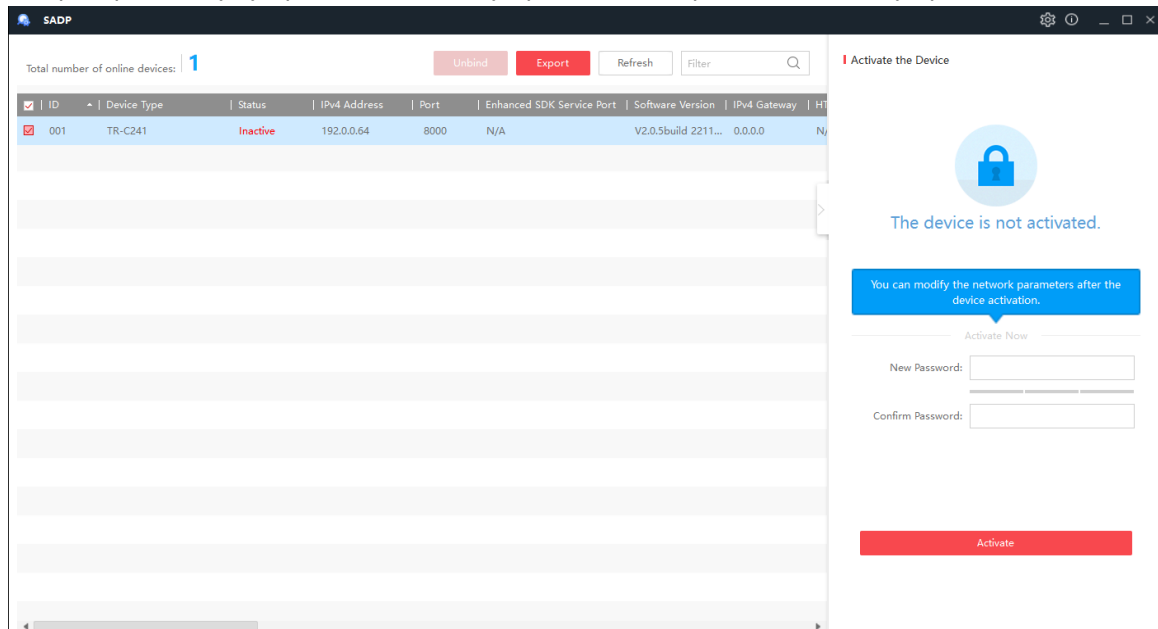 SADP
Total number of online devices: 1
Unbind
Export
Refresh
Filter
ID | Device Type | Status | IPv4 Address | Port | Enhanced SDK Service Port | Software Version | IPv4 Gateway | HT
001 TR-C241 Inactive 192.0.0.64 8000 N/A V2.0.5build 2211... 0.0.0.0 N/
Activate the Device
The device is not activated.
You can modify the network parameters after the
device activation.
Activate Now
New Password:
Confirm Password:
Activate